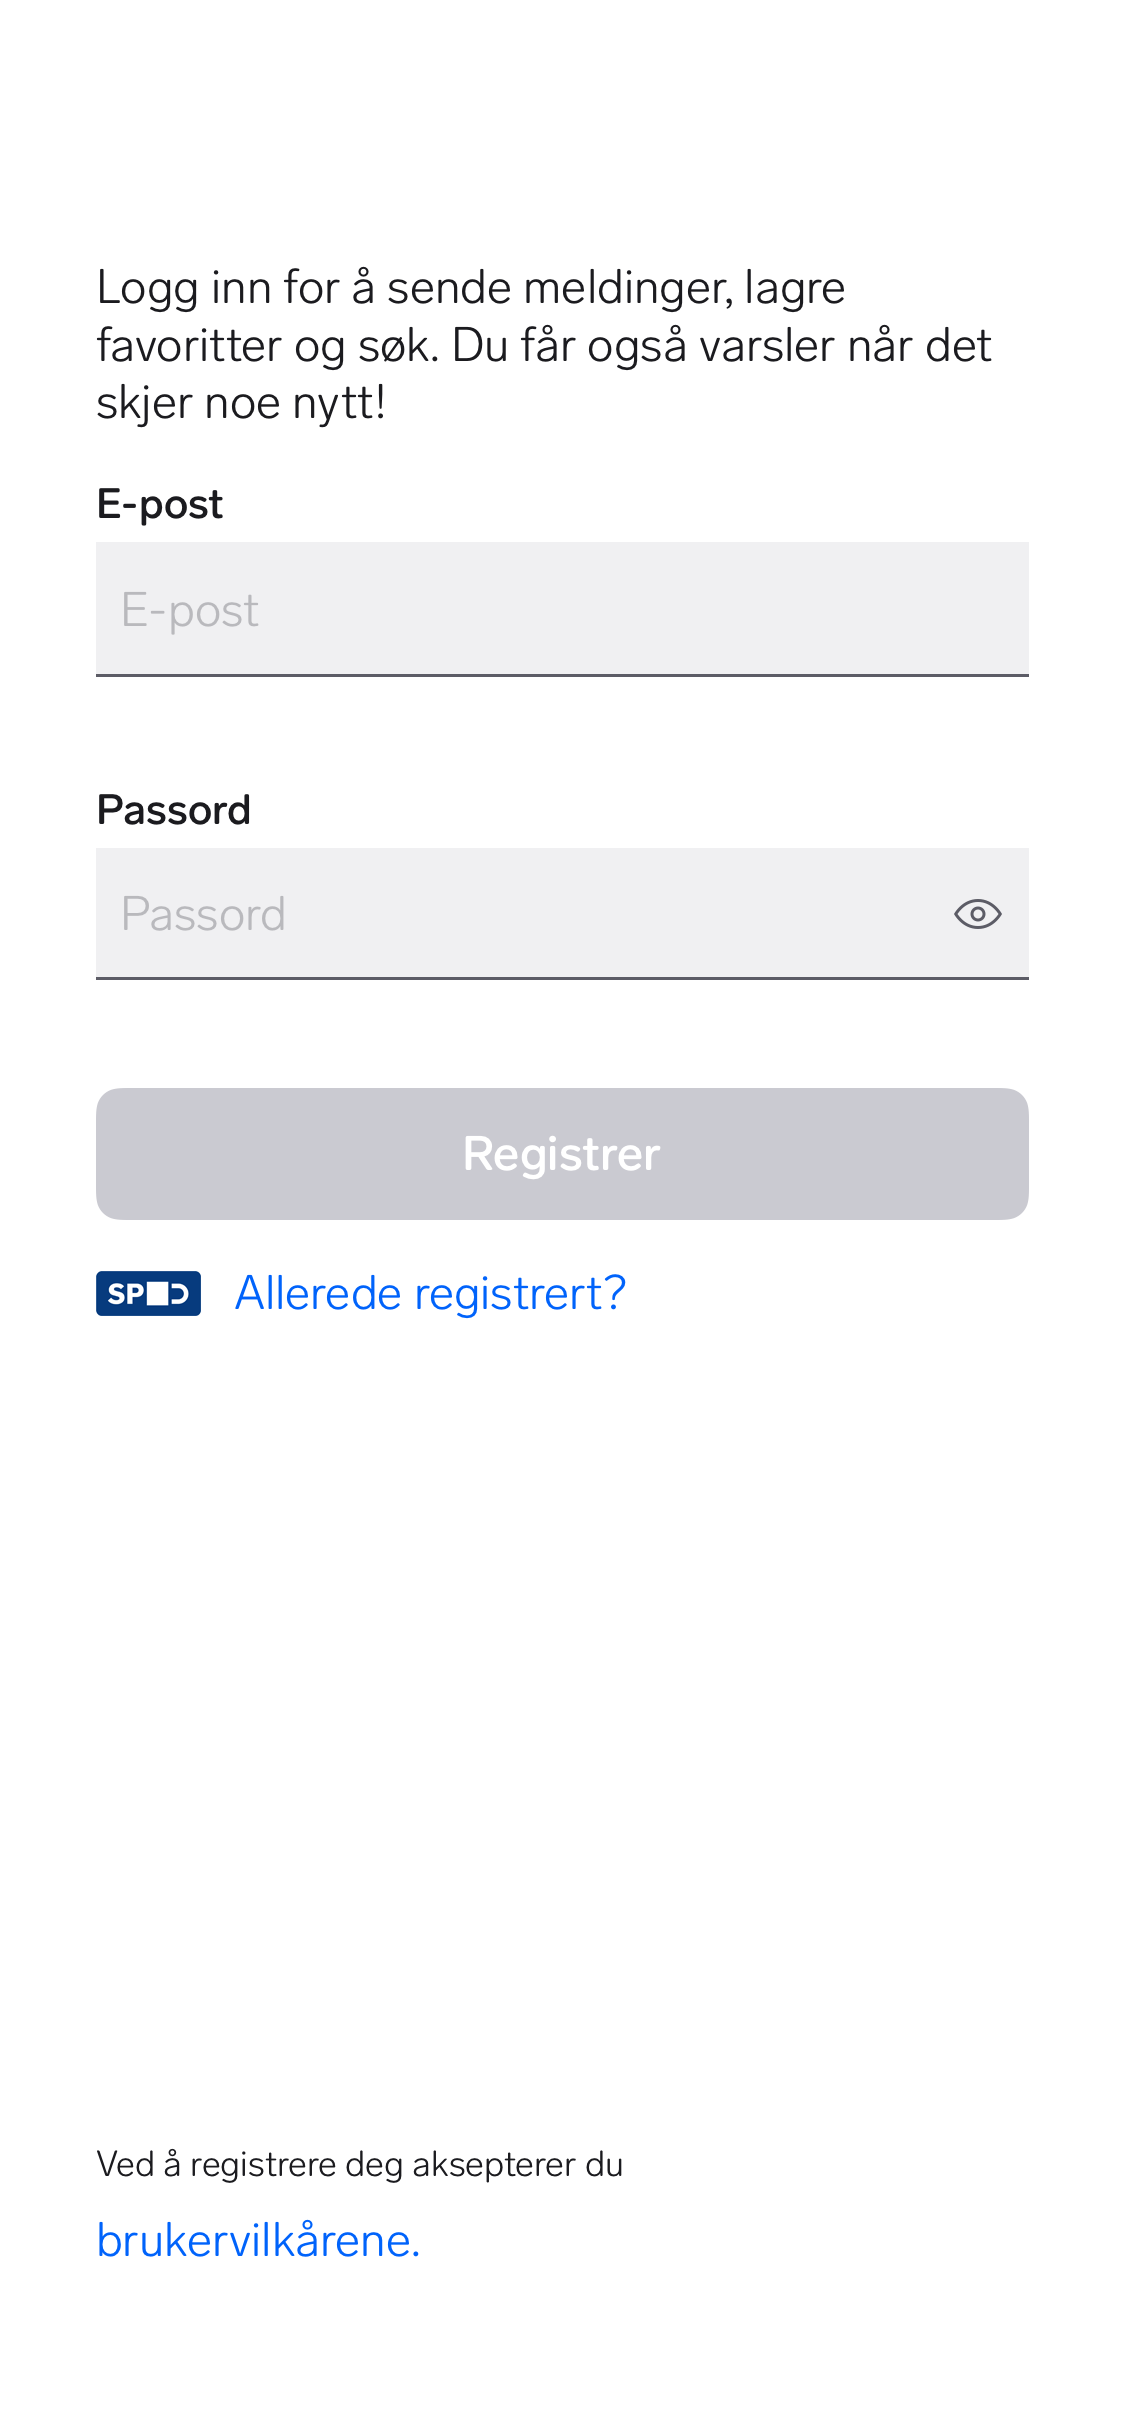 Logg inn for å sende meldinger, lagre
favoritter og søk. Du får også varsler når det
skjer noe nytt!
E-post
E-post
Passord
Passord
Registrer
SPD Allerede registrert?
Ved å registrere deg aksepterer du
brukervilkårene.